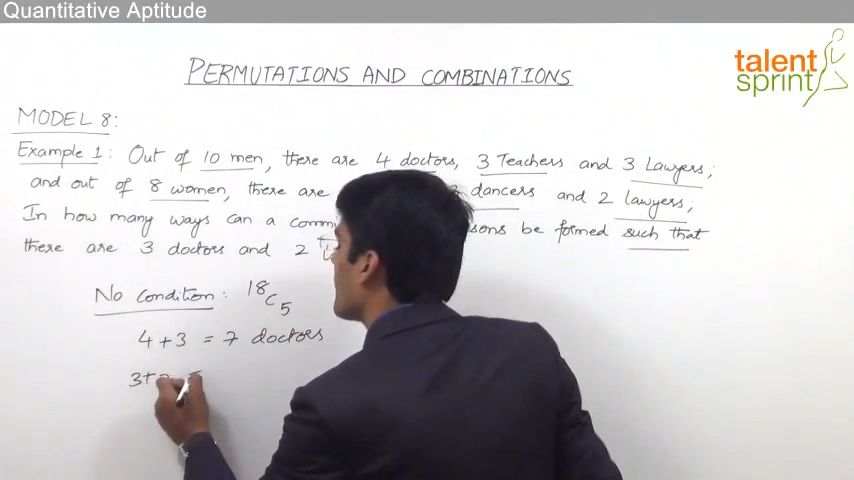 Quantitative Aptitude
talent
sprint
PERMUTATIONS AND COMBINATIONS
MODEL 8:
Example 1: Out of 10 men, there are 4 doctors, 3 Teachers and 3 Lawyers;
and out of 8 women, there are dancers and 2 lawyers;
In how many ways can a be formed such that
there are 3 doctors and 2
No Condition: 18C5
4+3 = 7 doctors
3+